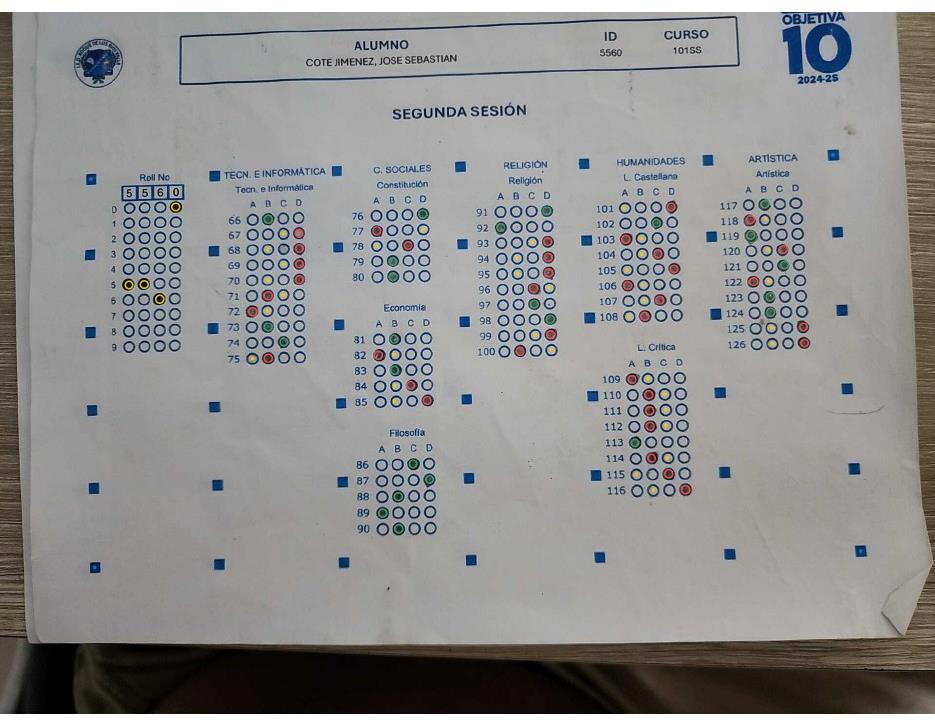 OBJETIVA
10
2024-2S
ALUMNO
COTE JIMENEZ, JOSE SEBASTIAN
ID
5560
CURSO
101SS
SEGUNDA SESIÓN
Roll No
5 5 6 0
0
1
2
3
4
5
6
7
8
9
TECN. E INFORMÁTICA
Tecn. e Informática
A B C D
66
67
68
69
70
71
72
73
74
75
C. SOCIALES
Constitución
A B C D
76
77
78
79
80
Economía
A B C D
81
82
83
84
85
Filosofía
A B C D
86
87
88
89
90
RELIGIÓN
Religión
A B C D
91
92
93
94
95
96
97
98
99
100
HUMANIDADES
L. Castellana
A B C D
101
102
103
104
105
106
107
108
L. Crítica
A B C D
109
110
111
112
113
114
115
116
ARTÍSTICA
Artística
A B C D
117
118
119
120
121
122
123
124
125
126